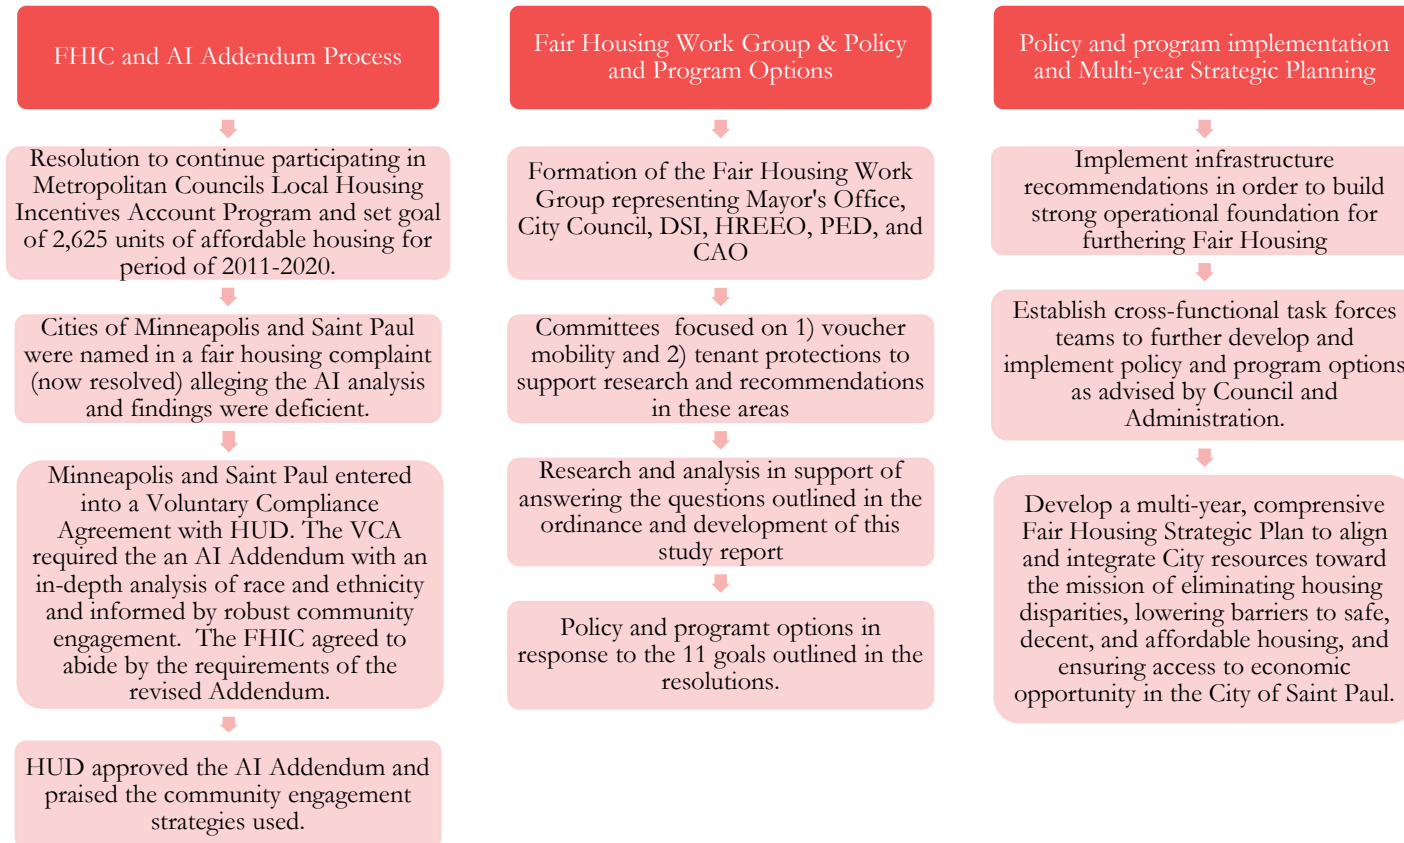 FHIC and AI Addendum Process
Resolution to continue participating in
Metropolitan Councils Local Housing
Incentives Account Program and set goal
of 2,625 units of affordable housing for
period of 2011-2020.
Cities of Minneapolis and Saint Paul
were named in a fair housing complaint
(now resolved) alleging the AI analysis
and findings were deficient.
Minneapolis and Saint Paul entered
into a Voluntary Compliance
Agreement with HUD. The VCA
required the an AI Addendum with an
in-depth analysis of race and ethnicity
and informed by robust community
engagement. The FHIC agreed to
abide by the requirements of the
revised Addendum.
HUD approved the AI Addendum and
praised the community engagement
strategies used.
Fair Housing Work Group & Policy
and Program Options
Formation of the Fair Housing Work
Group representing Mayor's Office,
City Council, DSI, HREEO, PED, and
CAO
Committees focused on 1) voucher
mobility and 2) tenant protections to
support research and recommendations
in these areas
Research and analysis in support of
answering the questions outlined in the
ordinance and development of this
study report
Policy and programt options in
response to the 11 goals outlined in the
resolutions.
Policy and program implementation
and Multi-year Strategic Planning
Implement infrastructure
recommendations in order to build
strong operational foundation for
furthering Fair Housing
Establish cross-functional task forces
teams to further develop and
implement policy and program options
as advised by Council and
Administration.
Develop a multi-year, comprensive
Fair Housing Strategic Plan to align
and integrate City resources toward
the mission of eliminating housing
disparities, lowering barriers to safe,
decent, and affordable housing, and
ensuring access to economic
opportunity in the City of Saint Paul.